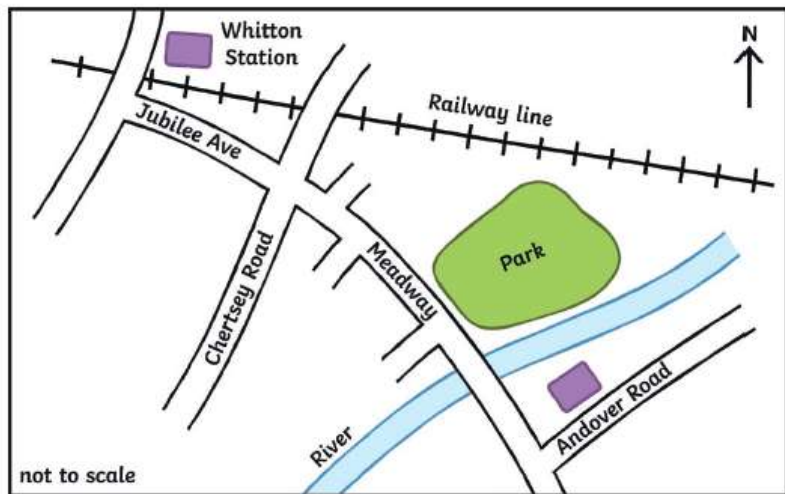 Whitton
Station
N
Railway line
Jubilee Ave
Chertsey Road
Meadway
Park
Andover Road
River
not to scale